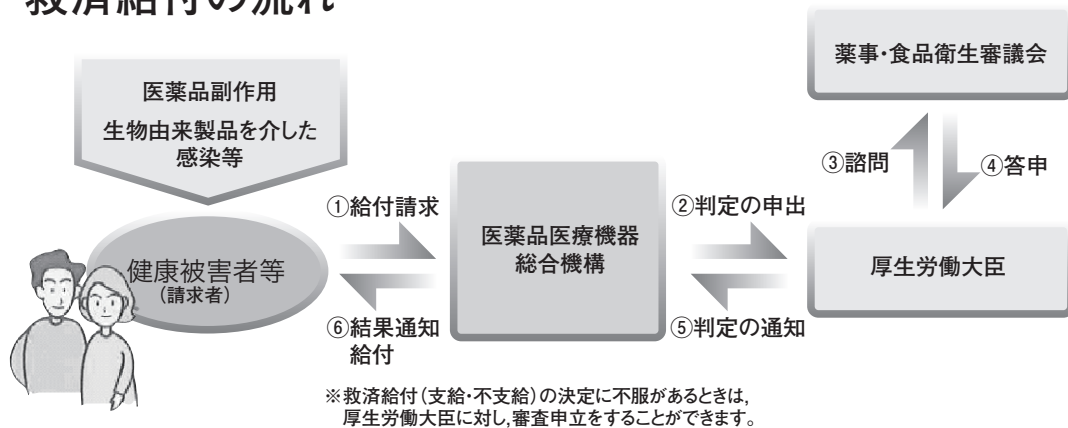 救済給付の流れ
医薬品副作用
生物由来製品を介した
感染等
健康被害者等
(請求者)
①給付請求
⑥結果通知
給付
医薬品医療機器
総合機構
②判定の申出
⑤判定の通知
薬事・食品衛生審議会
③諮問
④答申
厚生労働大臣
※救済給付(支給・不支給)の決定に不服があるときは,
厚生労働大臣に対し,審査申立をすることができます。